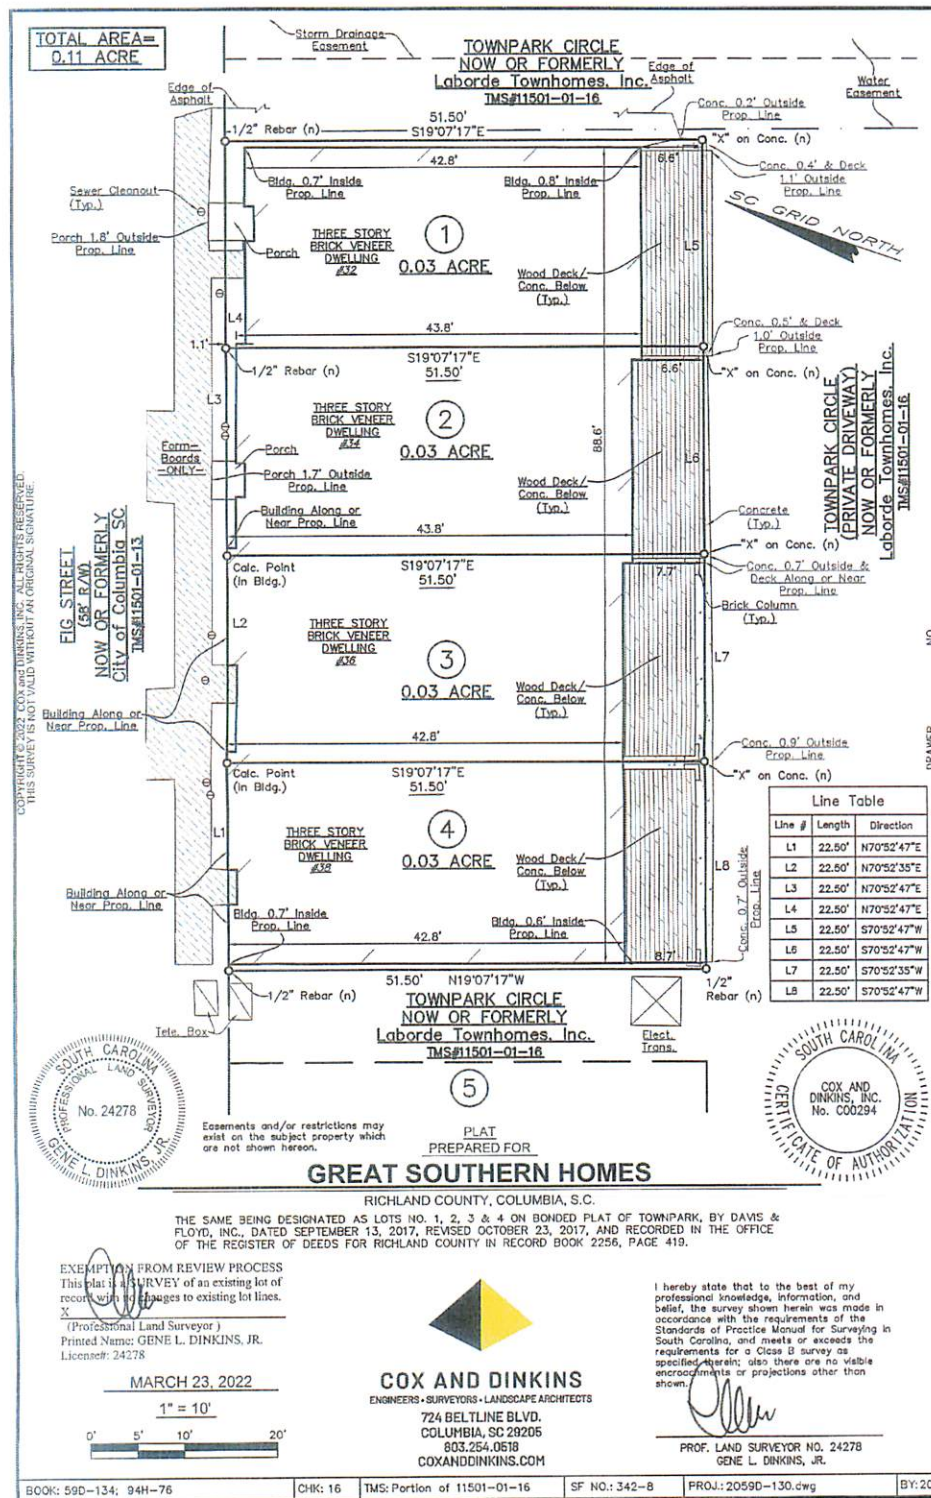 TOTAL AREA=
0.11 ACRE
Storm Drainage
Easement
TOWNPARK CIRCLE
NOW OR FORMERLY
Laborde Townhomes, Inc.
TMS#11501-01-16
Edge of
Asphalt
Water
Easement
Edge of
Asphalt
Conc. 0.2' Outside
Prop. Line
51.50'
S19°07'17"E
1/2" Rebar (n)
"X" on Conc. (n)
42.8'
6.6'
Bldg. 0.7' Inside
Prop. Line
Bldg. 0.8' Inside
Prop. Line
Conc. 0.4' & Deck
1.1' Outside
Prop. Line
SC GRID NORTH
Sewer Cleanout
(Typ.)
Porch 1.8' Outside
Prop. Line
Porch
THREE STORY
BRICK VENEER
DWELLING
#32
1
0.03 ACRE
Wood Deck/
Conc. Below
(Typ.)
L5
L4
1.1'
43.8'
Conc. 0.5' & Deck
1.0' Outside
Prop. Line
S19°07'17"E
51.50'
1/2" Rebar (n)
6.6'
"X" on Conc. (n)
L3
THREE STORY
BRICK VENEER
DWELLING
#34
2
0.03 ACRE
88.6'
L6
Form-
Boards
-ONLY-
Porch
Porch 1.7' Outside
Prop. Line
Building Along or
Near Prop. Line
Wood Deck/
Conc. Below
(Typ.)
Concrete
(Typ.)
TOWNPARK CIRCLE
(PRIVATE DRIVEWAY)
NOW OR FORMERLY
Laborde Townhomes, Inc.
TMS#11501-01-16
43.8'
"X" on Conc. (n)
FIG STREET
(58' R/W)
NOW OR FORMERLY
City of Columbia SC
TMS#11501-01-13
COPYRIGHT © 2022, COX and DINKINS, INC. ALL RIGHTS RESERVED.
THIS SURVEY IS NOT VALID WITHOUT AN ORIGINAL SIGNATURE.
Calc. Point
(in Bldg.)
S19°07'17"E
51.50'
7.7'
Conc. 0.7' Outside &
Deck Along or Near
Prop. Line
Brick Column
(Typ.)
L2
THREE STORY
BRICK VENEER
DWELLING
#36
3
0.03 ACRE
L7
NO.
Wood Deck/
Conc. Below
(Typ.)
Building Along or
Near Prop. Line
42.8'
Conc. 0.9' Outside
Prop. Line
DRAWER
Calc. Point
(in Bldg.)
S19°07'17"E
51.50'
"X" on Conc. (n)
L1
THREE STORY
BRICK VENEER
DWELLING
#38
4
0.03 ACRE
Wood Deck/
Conc. Below
(Typ.)
L8
Conc. 0.7' Outside
Prop. Line
Line Table
Line # Length Direction
L1 22.50' N70°52'47"E
L2 22.50' N70°52'35"E
L3 22.50' N70°52'47"E
L4 22.50' N70°52'47"E
L5 22.50' S70°52'47"W
L6 22.50' S70°52'47"W
L7 22.50' S70°52'35"W
L8 22.50' S70°52'47"W
Building Along or
Near Prop. Line
Bldg. 0.7' Inside
Prop. Line
Bldg. 0.6' Inside
Prop. Line
42.8'
8.7'
51.50' N19°07'17"W
1/2" Rebar (n)
1/2"
Rebar (n)
TOWNPARK CIRCLE
NOW OR FORMERLY
Laborde Townhomes, Inc.
TMS#11501-01-16
Tele. Box
Elect.
Trans.
5
SOUTH CAROLINA
PROFESSIONAL LAND SURVEYOR
No. 24278
GENE L. DINKINS, JR.
SOUTH CAROLINA
COX AND
DINKINS, INC.
No. C00294
CERTIFICATE OF AUTHORIZATION
Easements and/or restrictions may
exist on the subject property which
are not shown hereon.
PLAT
PREPARED FOR
GREAT SOUTHERN HOMES
RICHLAND COUNTY, COLUMBIA, S.C.
THE SAME BEING DESIGNATED AS LOTS NO. 1, 2, 3 & 4 ON BONDED PLAT OF TOWNPARK, BY DAVIS &
FLOYD, INC., DATED SEPTEMBER 13, 2017, REVISED OCTOBER 23, 2017, AND RECORDED IN THE OFFICE
OF THE REGISTER OF DEEDS FOR RICHLAND COUNTY IN RECORD BOOK 2256, PAGE 419.
EXEMPTION FROM REVIEW PROCESS
This plat is a SURVEY of an existing lot of
record with no changes to existing lot lines.
X
(Professional Land Surveyor )
Printed Name: GENE L. DINKINS, JR.
License#: 24278
MARCH 23, 2022
1" = 10'
0' 5' 10' 20'
COX AND DINKINS
ENGINEERS • SURVEYORS • LANDSCAPE ARCHITECTS
724 BELTLINE BLVD.
COLUMBIA, SC 29205
803.254.0518
COXANDDINKINS.COM
I hereby state that to the best of my
professional knowledge, information, and
belief, the survey shown herein was made in
accordance with the requirements of the
Standards of Practice Manual for Surveying in
South Carolina, and meets or exceeds the
requirements for a Class B survey as
specified therein; also there are no visible
encroachments or projections other than
shown.
PROF. LAND SURVEYOR NO. 24278
GENE L. DINKINS, JR.
BOOK: 59D-134; 94H-76
CHK: 16
TMS: Portion of 11501-01-16
SF NO.: 342-8
PROJ.: 2059D-130.dwg
BY: 20